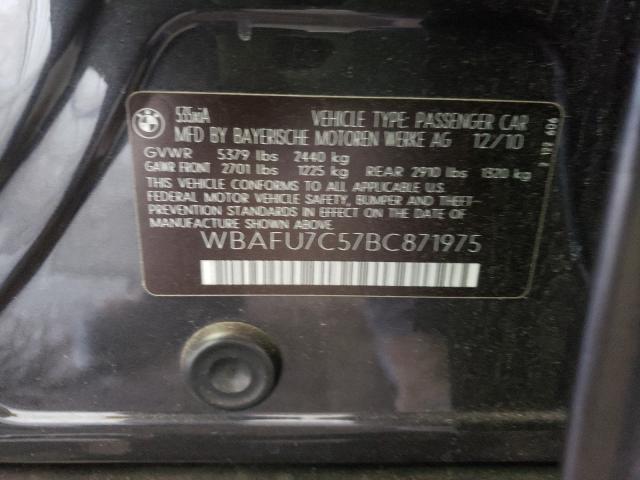 535xiA VEHICLE TYPE: PASSENGER CAR
MFD BY BAYERISCHE MOTOREN WERKE AG 12/10
GVWR 5379 lbs 2440 kg
GAWR FRONT 2701 lbs 1225 kg REAR 2910 lbs 1320 kg
THIS VEHICLE CONFORMS TO ALL APPLICABLE U.S.
FEDERAL MOTOR VEHICLE SAFETY, BUMPER AND THEFT-
PREVENTION STANDARDS IN EFFECT ON THE DATE OF
MANUFACTURE SHOWN ABOVE.
WBAFU7C57BC871975